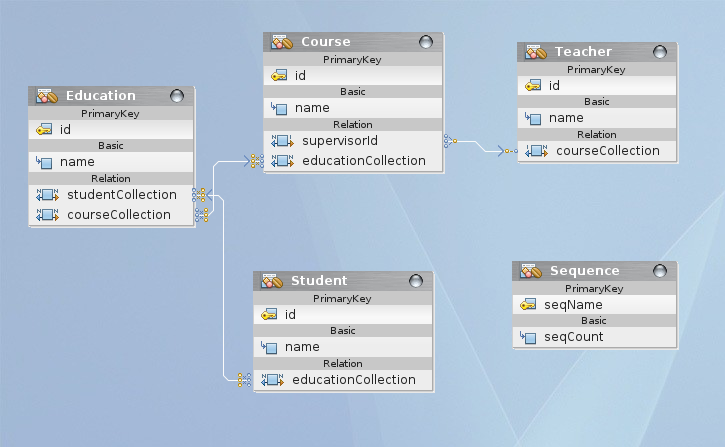 Education
PrimaryKey
id
Basic
name
Relation
studentCollection
courseCollection
Course
PrimaryKey
id
Basic
name
Relation
supervisorId
educationCollection
Teacher
PrimaryKey
id
Basic
name
Relation
courseCollection
Student
PrimaryKey
id
Basic
name
Relation
educationCollection
Sequence
PrimaryKey
seqName
Basic
seqCount